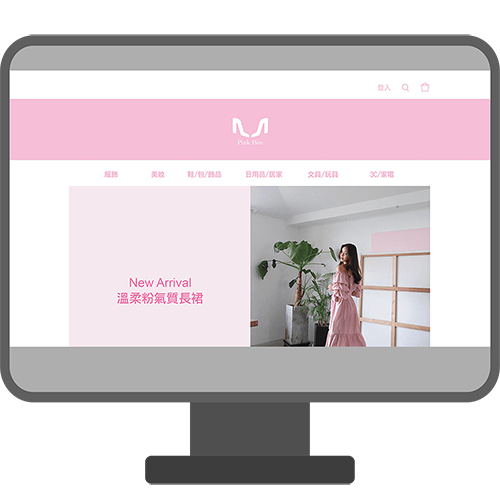 登入
Pink Box
服飾 美妝 鞋/包/飾品 日用品/居家 文具/玩具 3C/家電
New Arrival
溫柔粉氣質長裙